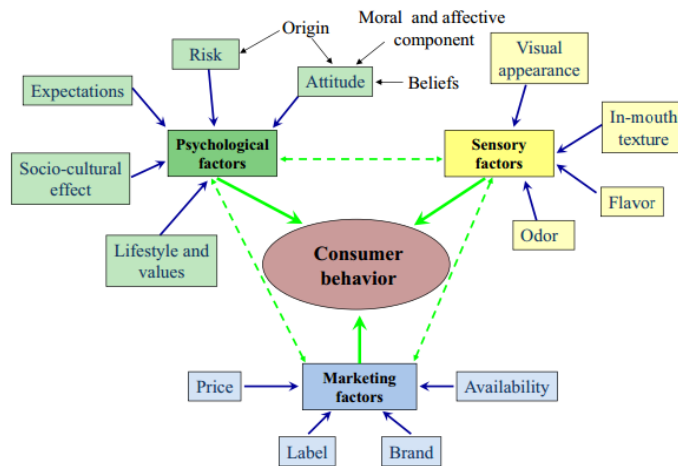 Moral and affective
component
Origin
Risk
Attitude
Beliefs
Expectations
Visual
appearance
Psychological
factors
Sensory
factors
In-mouth
texture
Socio-cultural
effect
Flavor
Lifestyle and
values
Odor
Consumer
behavior
Price
Marketing
factors
Availability
Label
Brand